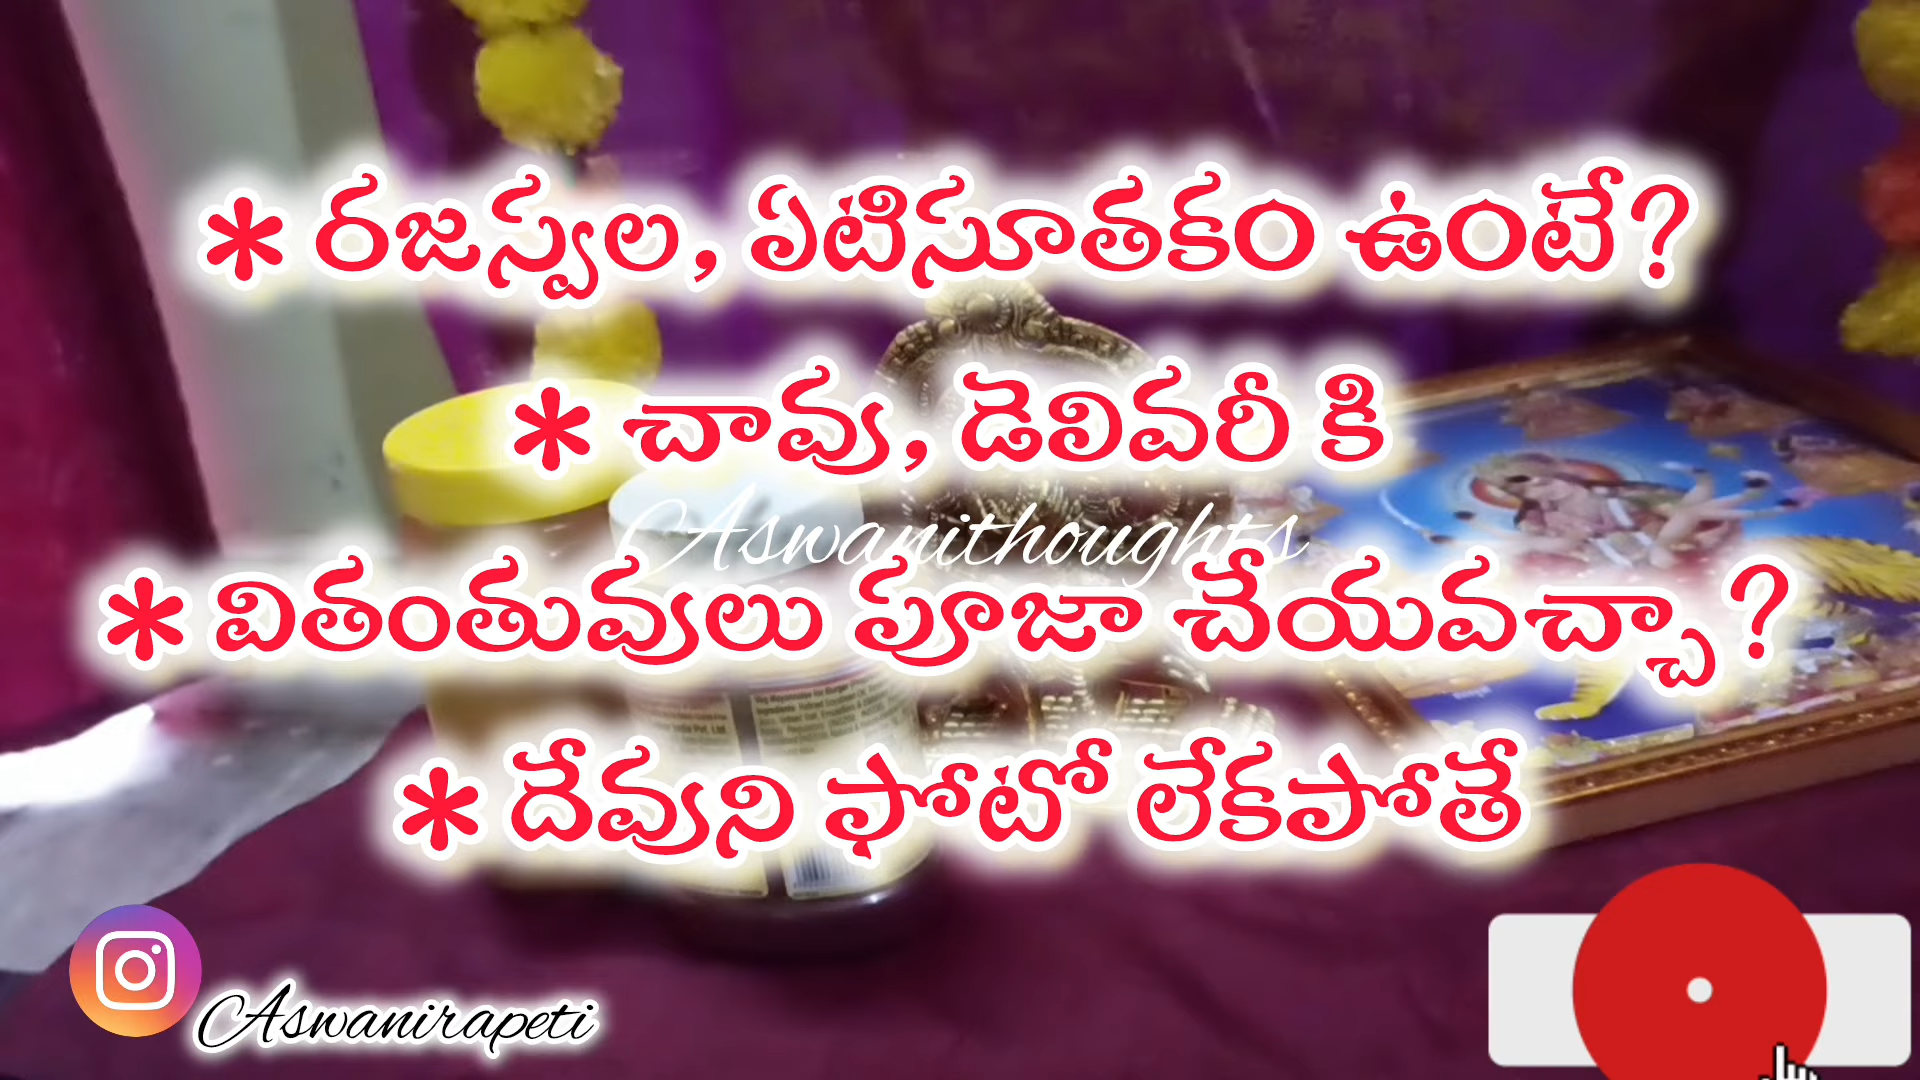 * రజస్వల, ఏటిసూతకం ఉంటే?
* చావు, డెలివరీ కి
Aswanithoughts
* వితంతువులు పూజా చేయవచ్చా ?
* దేవుని ఫోటో లేకపోతే
Aswanirapeti